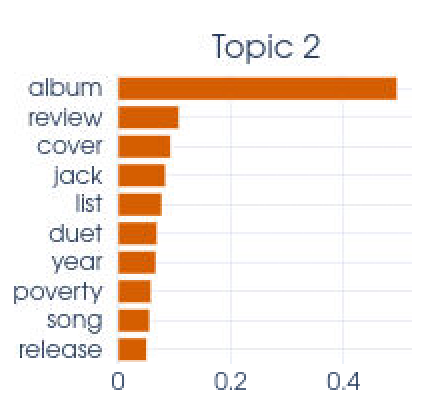 Topic 2
album
review
cover
jack
list
duet
year
poverty
song
release
0 0.2 0.4